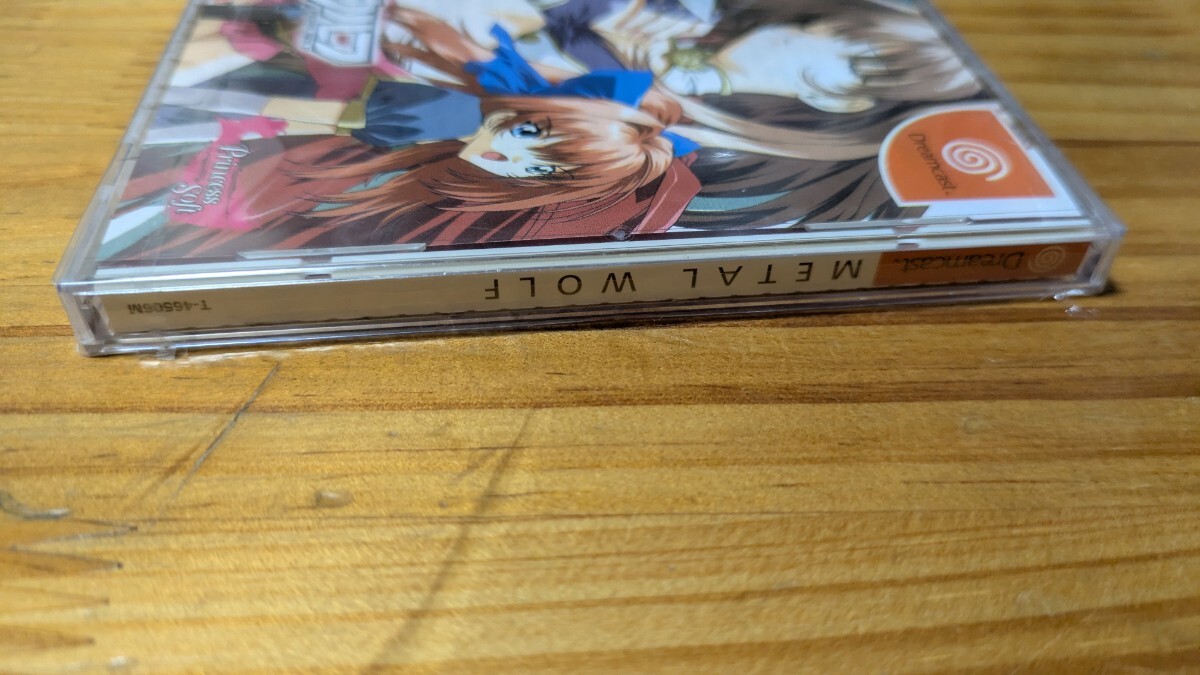 Princess
Soft
Dreamcast.
Dreamcast.
METAL WOLF
T-46506M